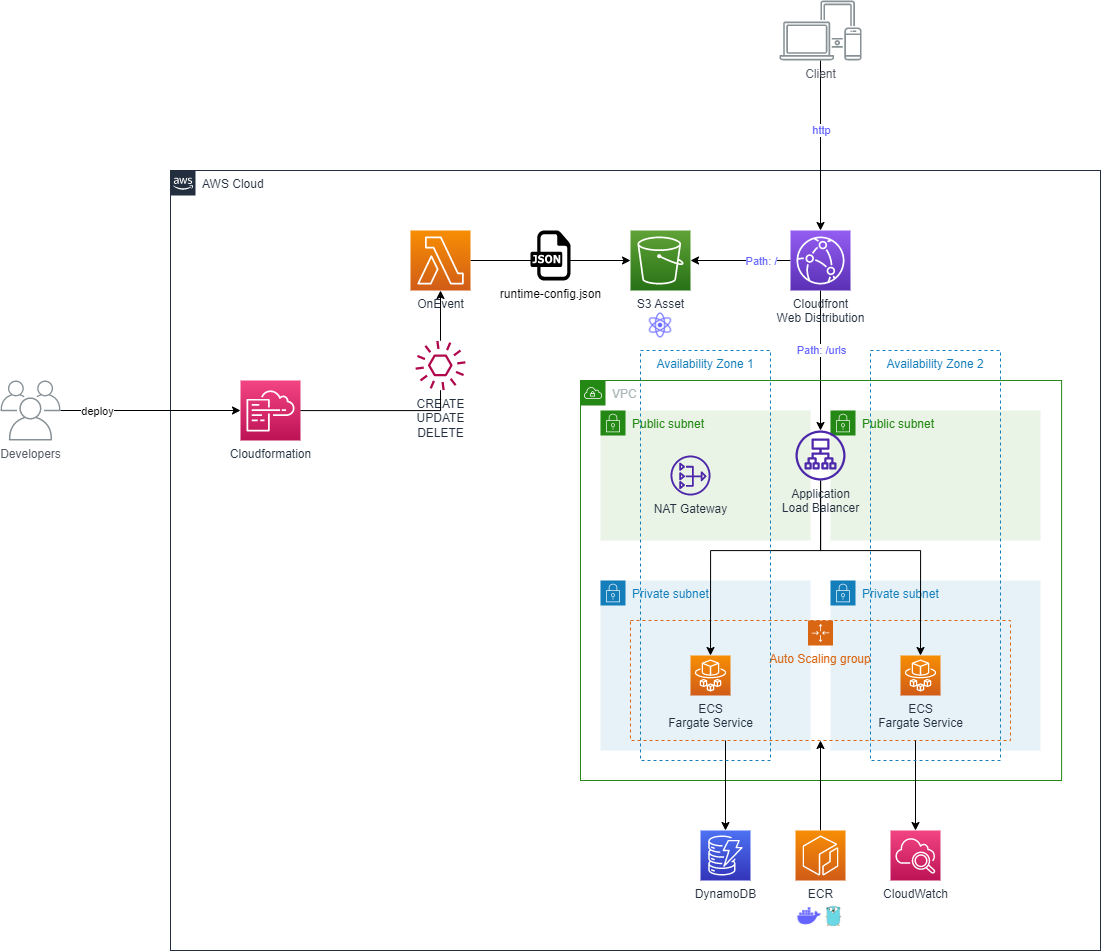 Client
http
aws
AWS Cloud
JSON
OnEvent
runtime-config.json
S3 Asset
Path: /
Cloudfront
Web Distribution
Path: /urls
Availability Zone 1
Availability Zone 2
VPC
CREATE
UPDATE
DELETE
deploy
Developers
Cloudformation
Public subnet
Public subnet
NAT Gateway
Application
Load Balancer
Private subnet
Private subnet
Auto Scaling group
ECS
Fargate Service
ECS
Fargate Service
DynamoDB
ECR
CloudWatch